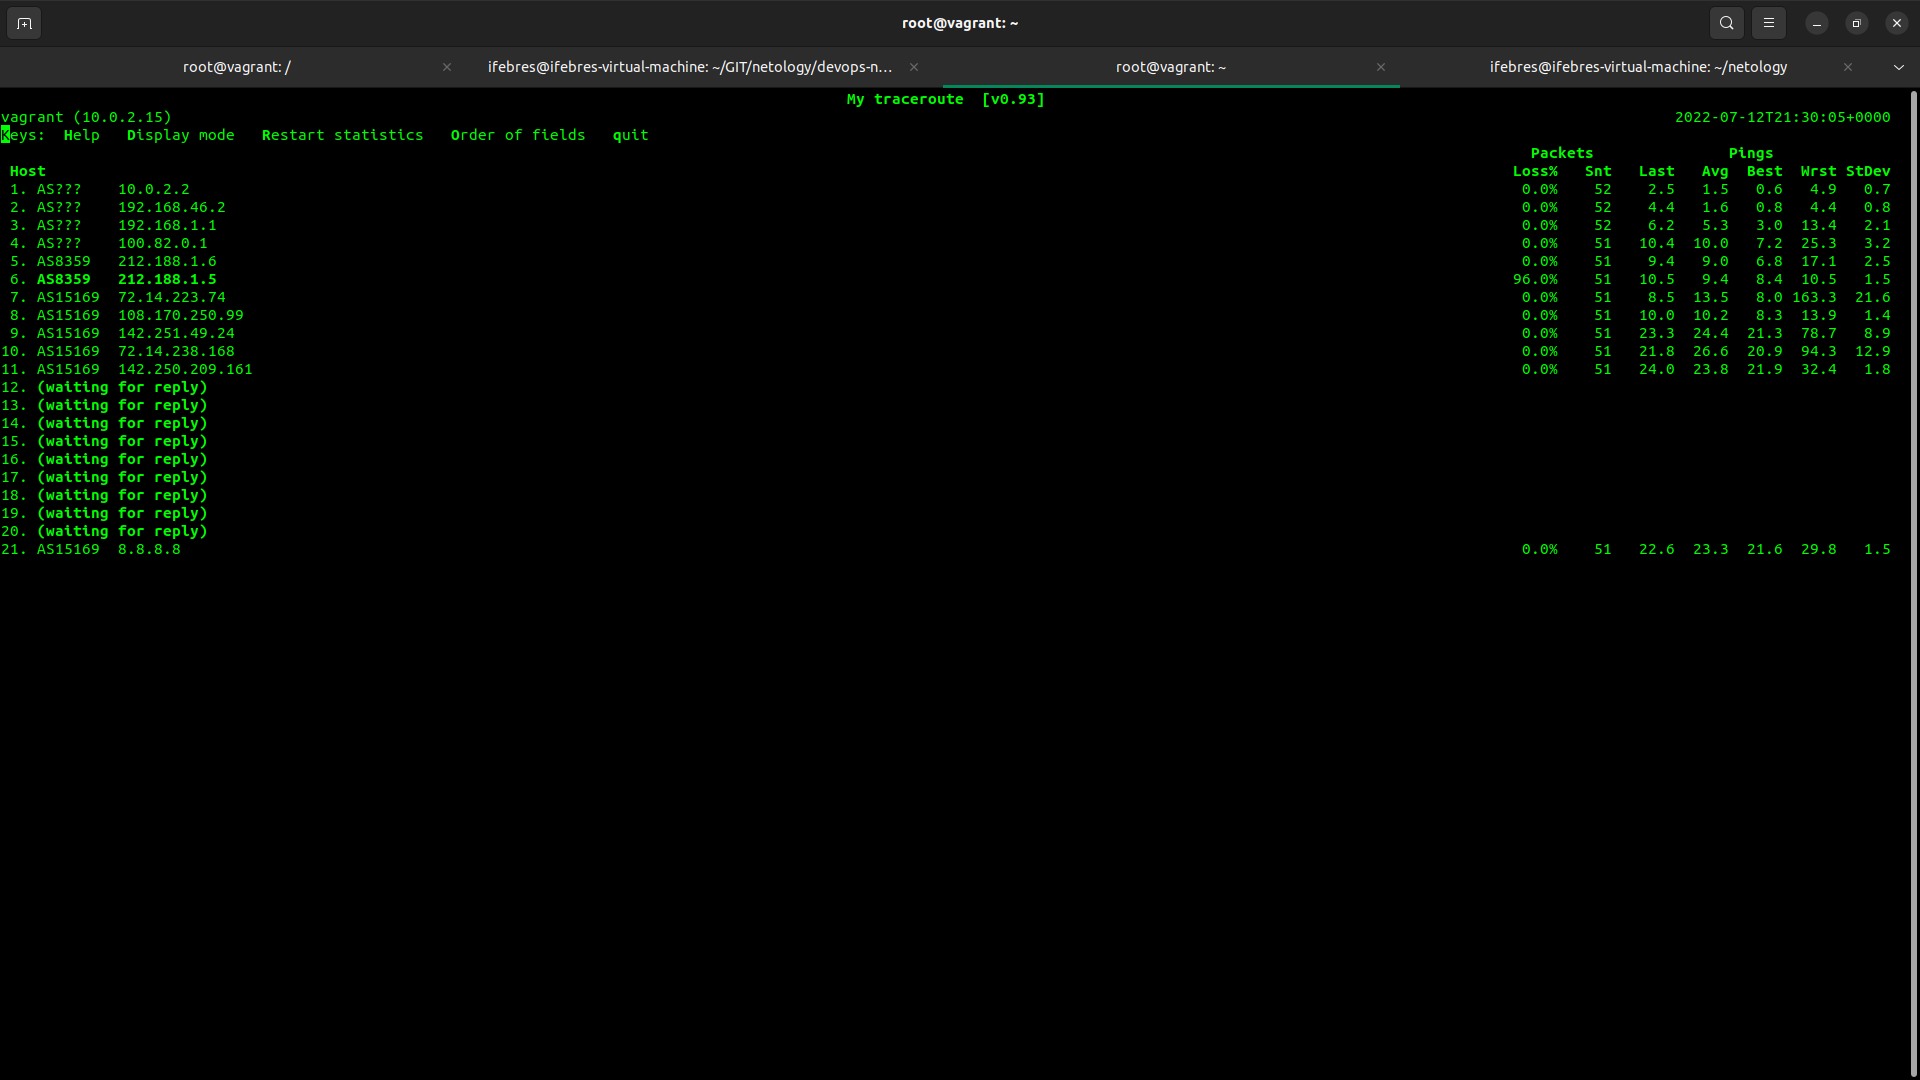 root@vagrant: ~
root@vagrant: /
ifebres@ifebres-virtual-machine: ~/GIT/netology/devops-n...
root@vagrant: ~
ifebres@ifebres-virtual-machine: ~/netology
My traceroute  [v0.93]
vagrant (10.0.2.15) 2022-07-12T21:30:05+0000
Keys:  Help   Display mode   Restart statistics   Order of fields   quit
Packets Pings
Host Loss% Snt Last Avg Best Wrst StDev
1. AS??? 10.0.2.2 0.0% 52 2.5 1.5 0.6 4.9 0.7
2. AS??? 192.168.46.2 0.0% 52 4.4 1.6 0.8 4.4 0.8
3. AS??? 192.168.1.1 0.0% 52 6.2 5.3 3.0 13.4 2.1
4. AS??? 100.82.0.1 0.0% 51 10.4 10.0 7.2 25.3 3.2
5. AS8359 212.188.1.6 0.0% 51 9.4 9.0 6.8 17.1 2.5
6. AS8359 212.188.1.5 96.0% 51 10.5 9.4 8.4 10.5 1.5
7. AS15169 72.14.223.74 0.0% 51 8.5 13.5 8.0 163.3 21.6
8. AS15169 108.170.250.99 0.0% 51 10.0 10.2 8.3 13.9 1.4
9. AS15169 142.251.49.24 0.0% 51 23.3 24.4 21.3 78.7 8.9
10. AS15169 72.14.238.168 0.0% 51 21.8 26.6 20.9 94.3 12.9
11. AS15169 142.250.209.161 0.0% 51 24.0 23.8 21.9 32.4 1.8
12. (waiting for reply)
13. (waiting for reply)
14. (waiting for reply)
15. (waiting for reply)
16. (waiting for reply)
17. (waiting for reply)
18. (waiting for reply)
19. (waiting for reply)
20. (waiting for reply)
21. AS15169 8.8.8.8 0.0% 51 22.6 23.3 21.6 29.8 1.5